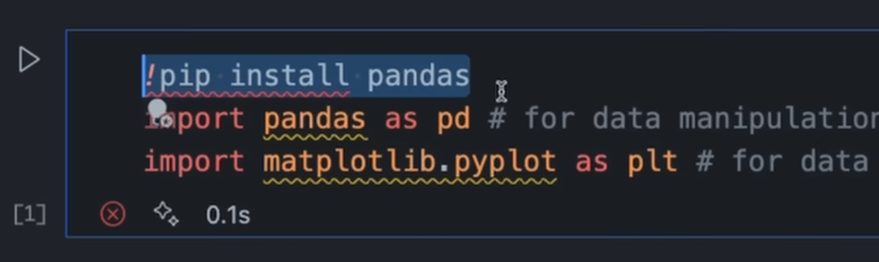 !pip install pandas
import pandas as pd # for data manipulation
import matplotlib.pyplot as plt # for data
[1] 0.1s